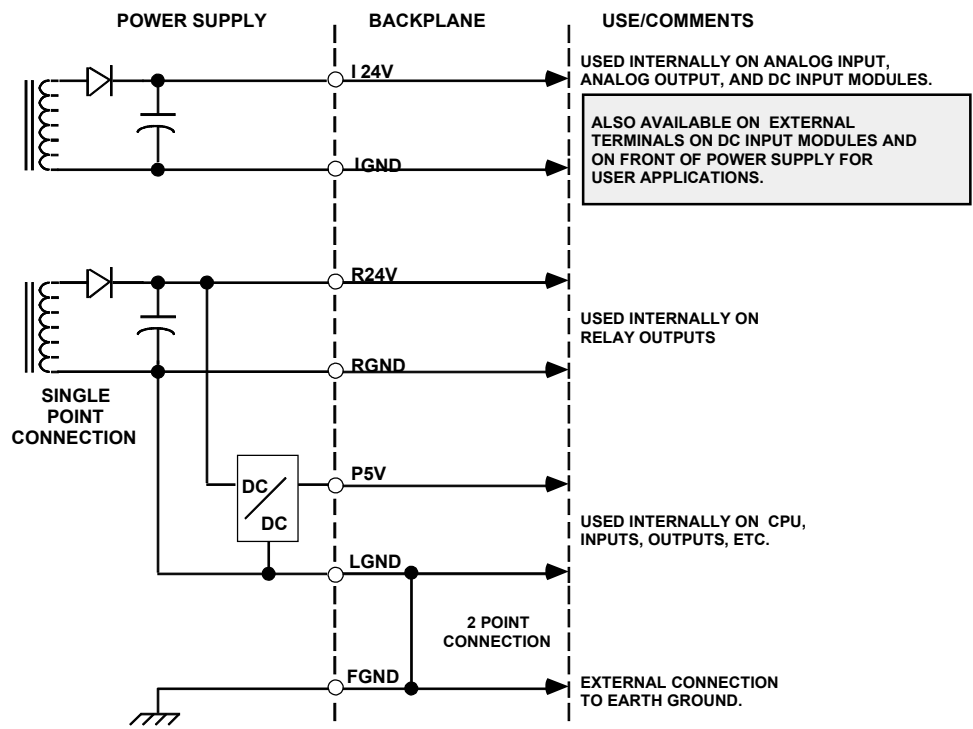 POWER SUPPLY
BACKPLANE
USE/COMMENTS
I 24V
USED INTERNALLY ON ANALOG INPUT,
ANALOG OUTPUT, AND DC INPUT MODULES.
ALSO AVAILABLE ON EXTERNAL
TERMINALS ON DC INPUT MODULES AND
ON FRONT OF POWER SUPPLY FOR
USER APPLICATIONS.
IGND
R24V
USED INTERNALLY ON
RELAY OUTPUTS
RGND
SINGLE
POINT
CONNECTION
P5V
DC
DC
USED INTERNALLY ON CPU,
INPUTS, OUTPUTS, ETC.
LGND
2 POINT
CONNECTION
FGND
EXTERNAL CONNECTION
TO EARTH GROUND.